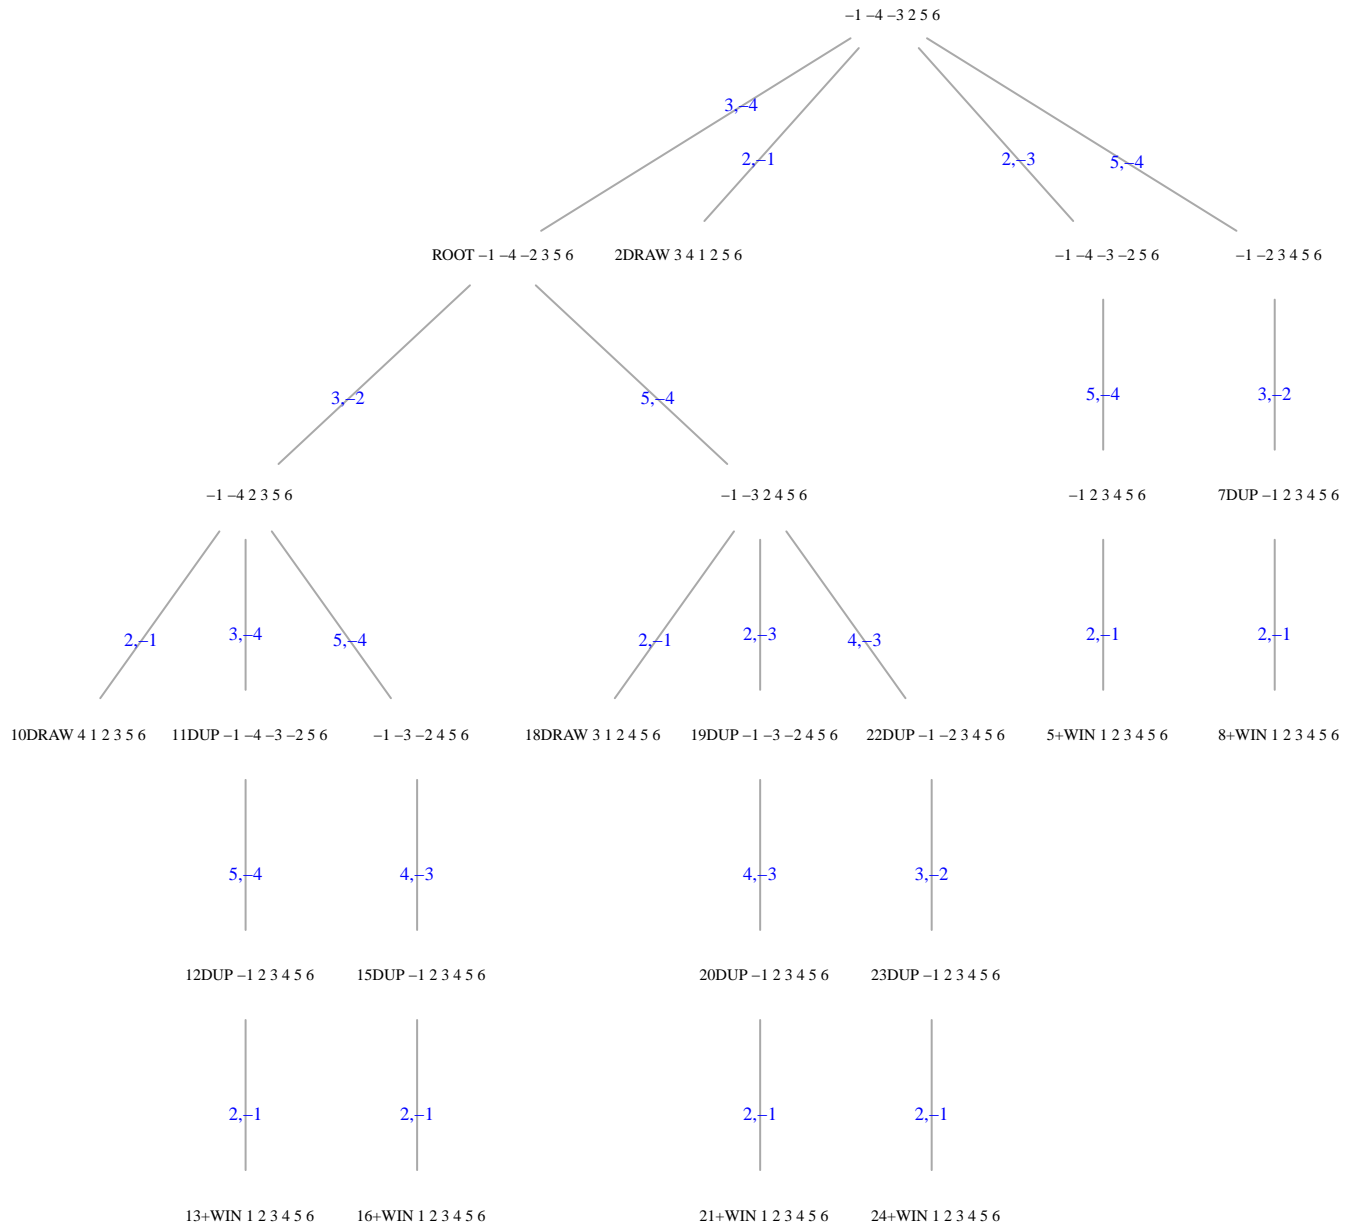 −1 −4 −3 2 5 6
3,−4
2,−1
2,−3
5,−4
ROOT −1 −4 −2 3 5 6
2DRAW 3 4 1 2 5 6
−1 −4 −3 −2 5 6
−1 −2 3 4 5 6
3,−2
5,−4
5,−4
3,−2
−1 −4 2 3 5 6
−1 −3 2 4 5 6
−1 2 3 4 5 6
7DUP −1 2 3 4 5 6
2,−1
3,−4
5,−4
2,−1
2,−3
4,−3
2,−1
2,−1
10DRAW 4 1 2 3 5 6
11DUP −1 −4 −3 −2 5 6
−1 −3 −2 4 5 6
18DRAW 3 1 2 4 5 6
19DUP −1 −3 −2 4 5 6
22DUP −1 −2 3 4 5 6
5+WIN 1 2 3 4 5 6
8+WIN 1 2 3 4 5 6
5,−4
4,−3
4,−3
3,−2
12DUP −1 2 3 4 5 6
15DUP −1 2 3 4 5 6
20DUP −1 2 3 4 5 6
23DUP −1 2 3 4 5 6
2,−1
2,−1
2,−1
2,−1
13+WIN 1 2 3 4 5 6
16+WIN 1 2 3 4 5 6
21+WIN 1 2 3 4 5 6
24+WIN 1 2 3 4 5 6